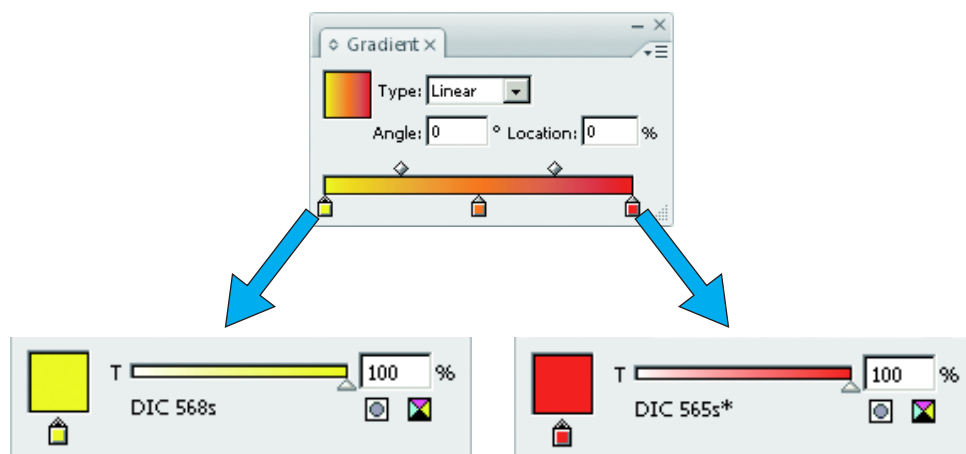 Gradient
Type: Linear
Angle: 0 ° Location: 0 %
T 100 %
DIC 568s
T 100 %
DIC 565s*